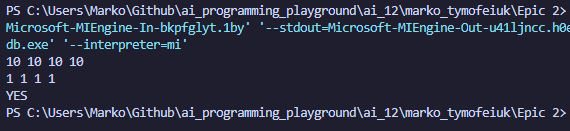 PS C:\Users\Marko\Github\ai_programming_playground\ai_12\marko_tymofeiuk\Epic 2>
Microsoft-MIEngine-In-bkpfglyt.1by' '--stdout=Microsoft-MIEngine-Out-u41ljncc.h0e
db.exe' '--interpreter=mi'
10 10 10 10
1 1 1 1
YES
PS C:\Users\Marko\Github\ai_programming_playground\ai_12\marko_tymofeiuk\Epic 2>